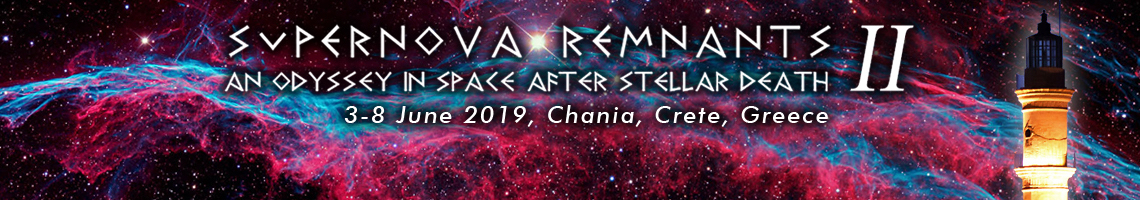 SUPERNOVA REMNANTS II
AN ODYSSEY IN SPACE AFTER STELLAR DEATH
3-8 June 2019, Chania, Crete, Greece